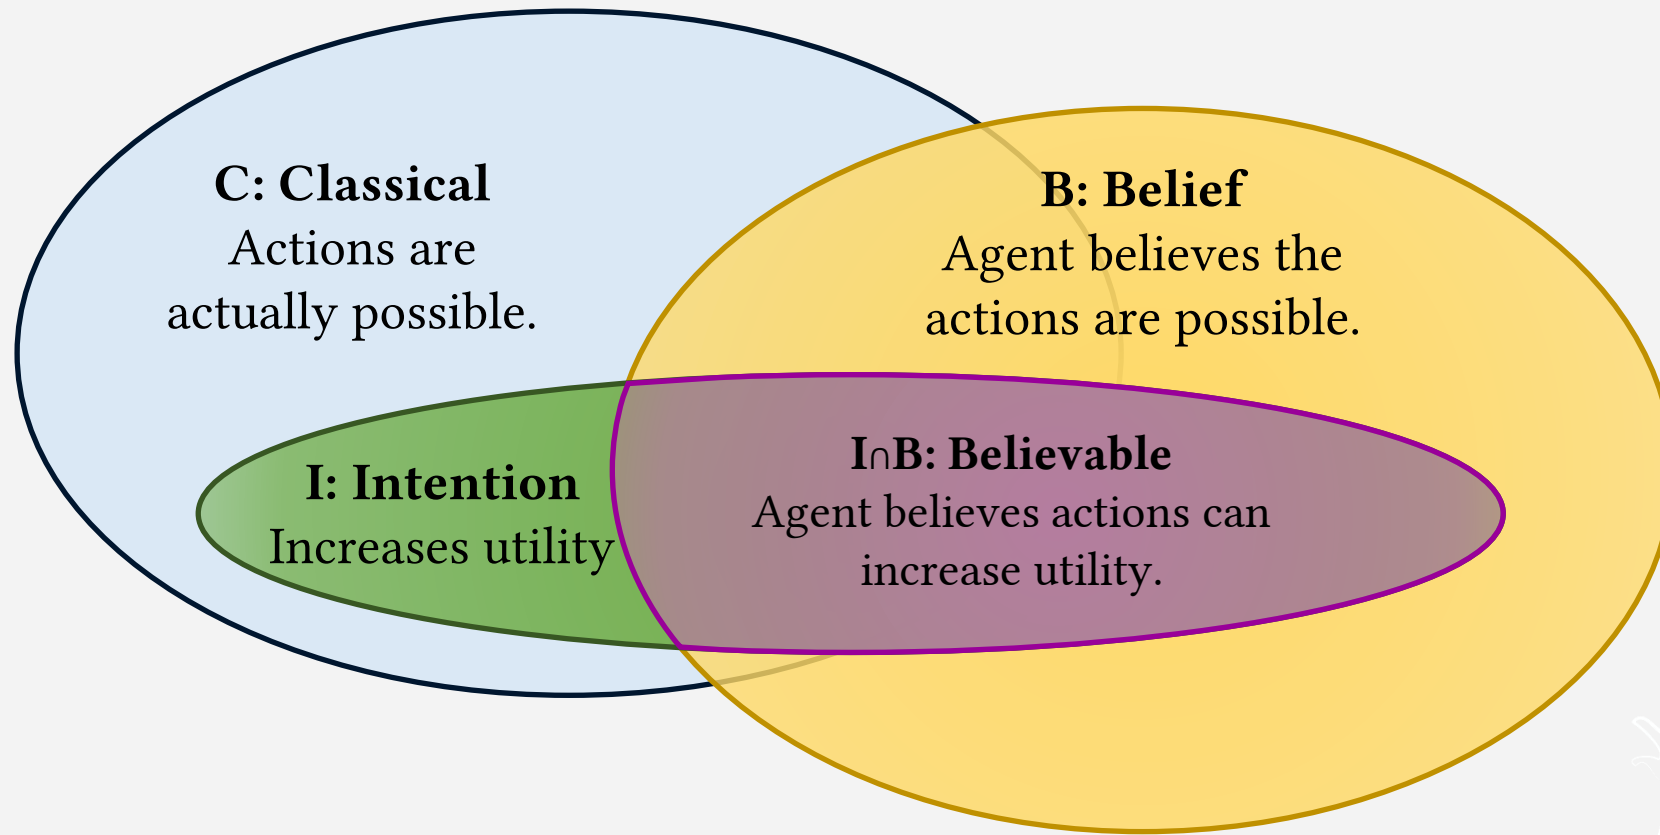 C: Classical
Actions are
actually possible.
B: Belief
Agent believes the
actions are possible.
I: Intention
Increases utility
I∩B: Believable
Agent believes actions can
increase utility.